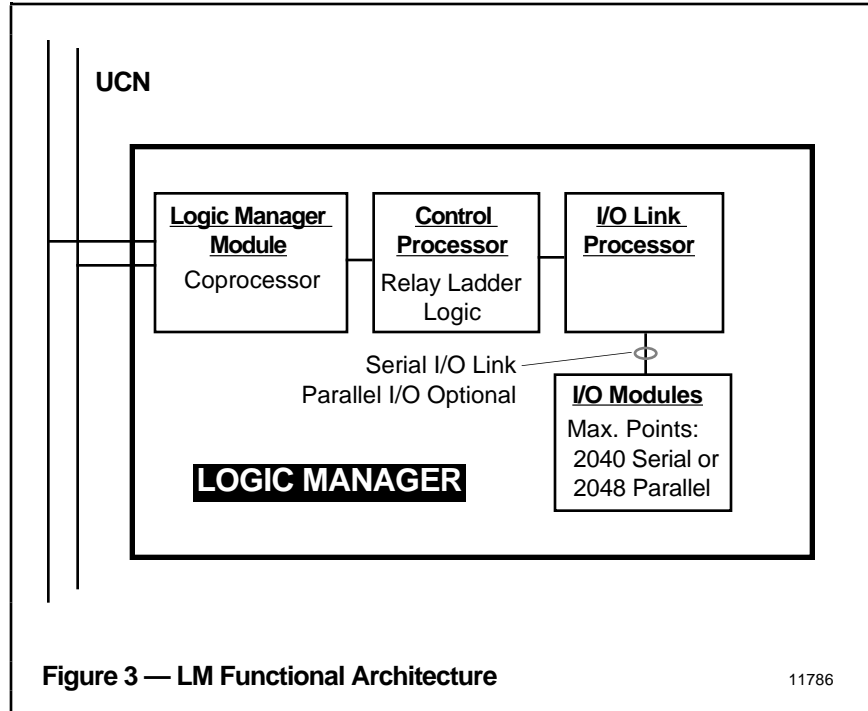 UCN
Logic Manager
Module
Coprocessor
Control
Processor
Relay Ladder
Logic
I/O Link
Processor
Serial I/O Link
Parallel I/O Optional
I/O Modules
Max. Points:
2040 Serial or
2048 Parallel
LOGIC MANAGER
Figure 3 — LM Functional Architecture
11786